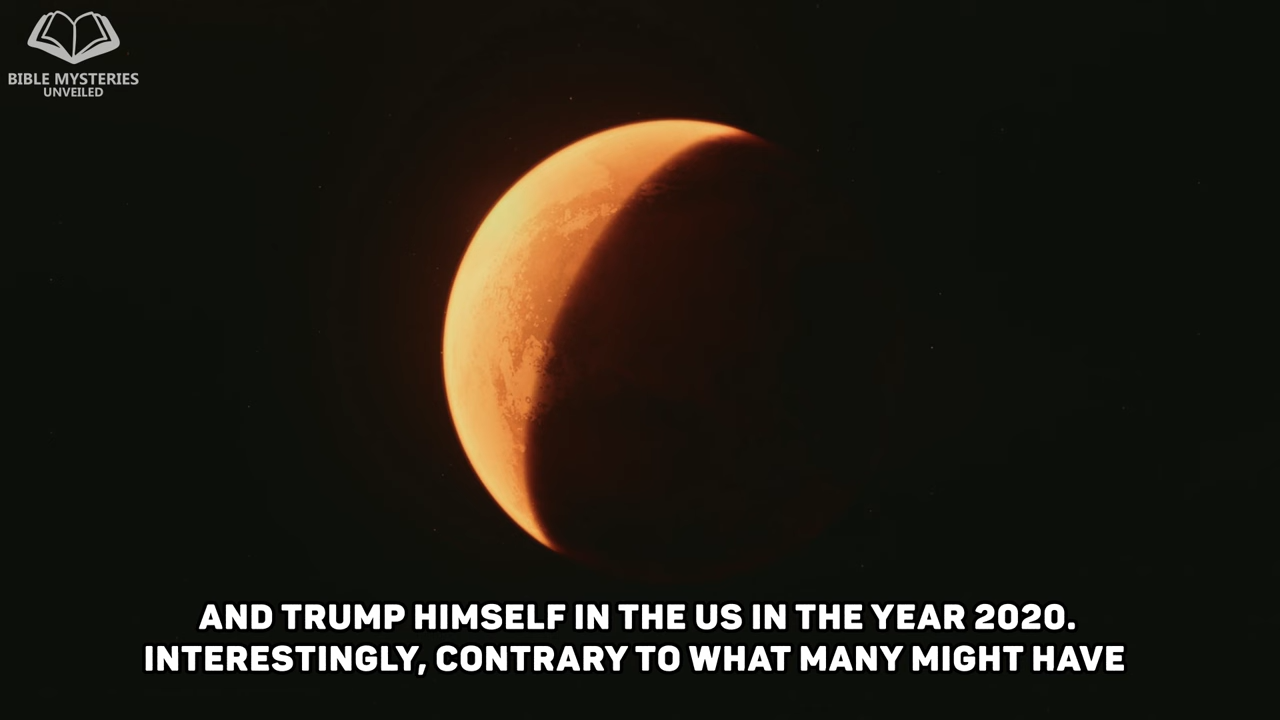 BIBLE MYSTERIES
UNVEILED
AND TRUMP HIMSELF IN THE US IN THE YEAR 2020.
INTERESTINGLY, CONTRARY TO WHAT MANY MIGHT HAVE